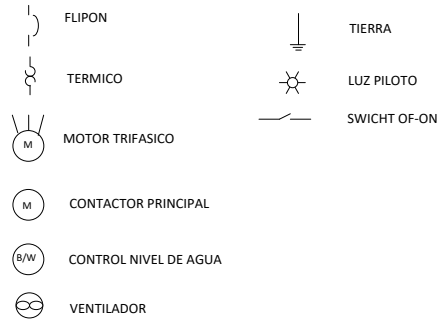 FLIPON
TERMICO
M
MOTOR TRIFASICO
M
CONTACTOR PRINCIPAL
B/W
CONTROL NIVEL DE AGUA
VENTILADOR
TIERRA
LUZ PILOTO
SWICHT OF-ON